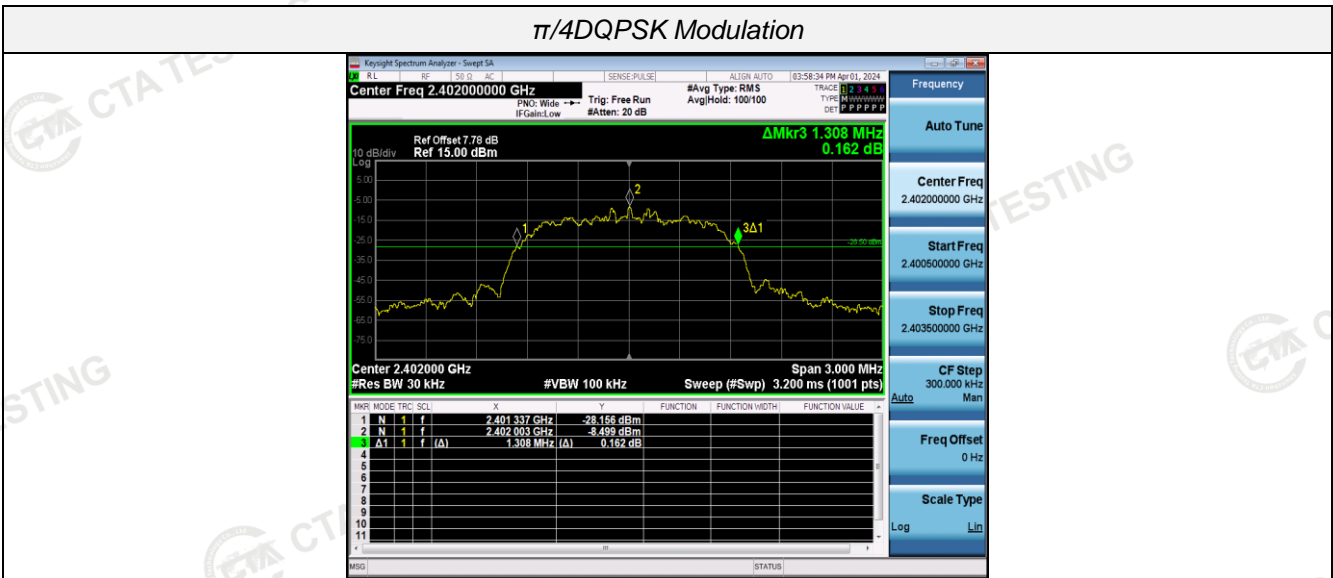 π/4DQPSK Modulation
Keysight Spectrum Analyzer - Swept SA
RL RF 50 Ω AC SENSE:PULSE ALIGN AUTO 03:58:34 PM Apr 01, 2024
Center Freq 2.402000000 GHz
PNO: Wide
IFGain:Low
Trig: Free Run
#Atten: 20 dB
#Avg Type: RMS
Avg|Hold: 100/100
TRACE 1 2 3 4 5 6
TYPE M WWWWW
DET P P P P P P
Ref Offset 7.78 dB
10 dB/div Ref 15.00 dBm
Log
ΔMkr3 1.308 MHz
0.162 dB
5.00
-5.00
-15.0
-25.0
-35.0
-45.0
-55.0
-65.0
-75.0
1
2
3Δ1
-28.50 dBm
Center 2.402000 GHz Span 3.000 MHz
#Res BW 30 kHz #VBW 100 kHz Sweep (#Swp) 3.200 ms (1001 pts)
MKR MODE TRC SCL X Y FUNCTION FUNCTION WIDTH FUNCTION VALUE
1 N 1 f 2.401 337 GHz -28.156 dBm
2 N 1 f 2.402 003 GHz -8.499 dBm
3 Δ1 1 f (Δ) 1.308 MHz (Δ) 0.162 dB
4
5
6
7
8
9
10
11
MSG STATUS
Frequency
Auto Tune
Center Freq
2.402000000 GHz
Start Freq
2.400500000 GHz
Stop Freq
2.403500000 GHz
CF Step
300.000 kHz
Auto Man
Freq Offset
0 Hz
Scale Type
Log Lin
CTA TES
TESTING
STING
CTA
CT
C